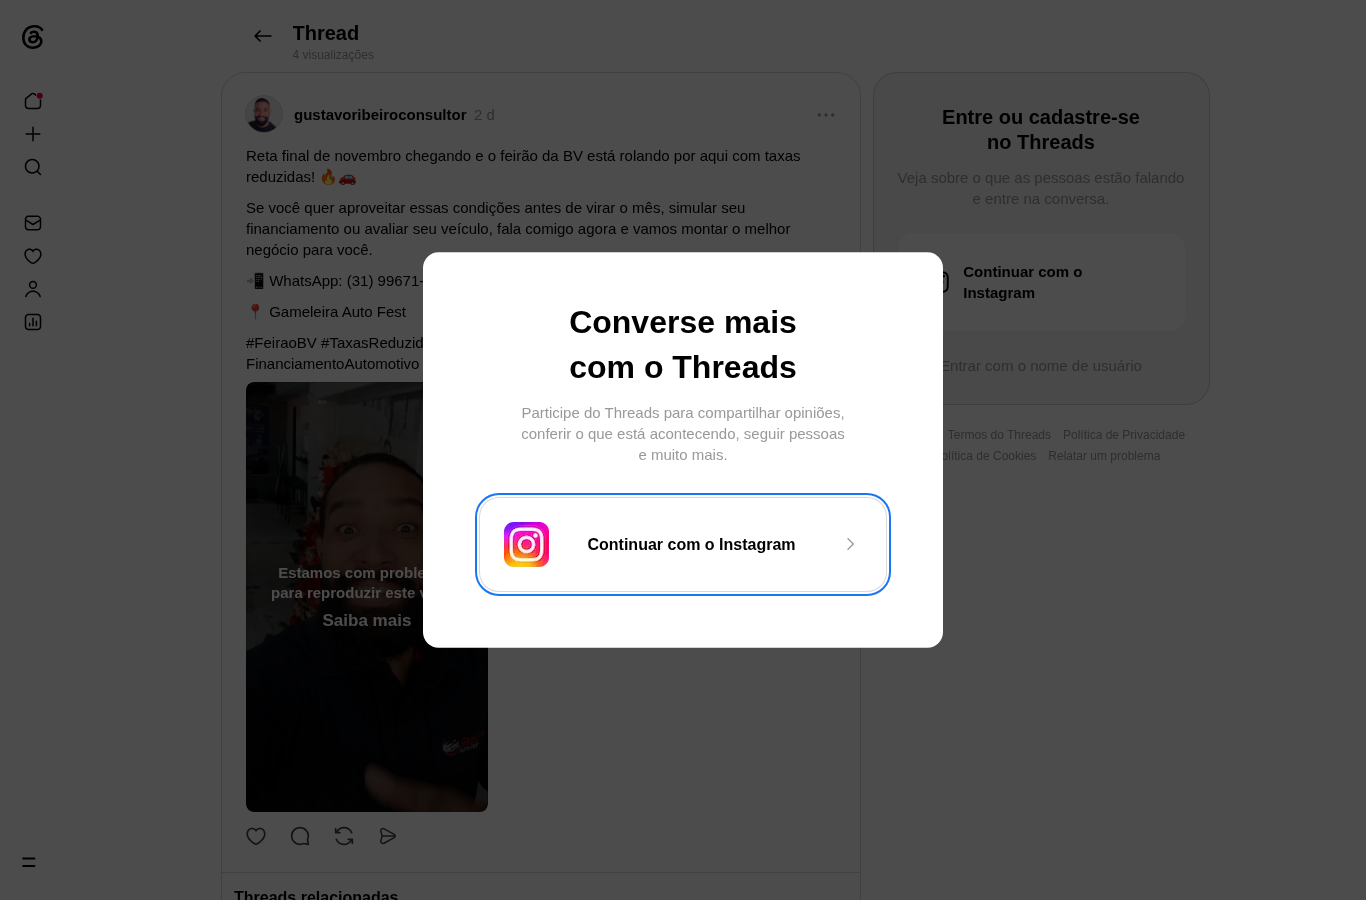 Thread
4 visualizações
gustavoribeiroconsultor 2 d
Reta final de novembro chegando e o feirão da BV está rolando por aqui com taxas
reduzidas! 🔥🚗
Se você quer aproveitar essas condições antes de virar o mês, simular seu
financiamento ou avaliar seu veículo, fala comigo agora e vamos montar o melhor
negócio para você.
📲 WhatsApp: (31) 99671-
📍 Gameleira Auto Fest
#FeiraoBV #TaxasReduzid
FinanciamentoAutomotivo
Estamos com proble
para reproduzir este v
Saiba mais
Threads relacionadas
Converse mais
com o Threads
Participe do Threads para compartilhar opiniões,
conferir o que está acontecendo, seguir pessoas
e muito mais.
Continuar com o Instagram
Entre ou cadastre-se
no Threads
Veja sobre o que as pessoas estão falando
e entre na conversa.
Continuar com o
Instagram
Entrar com o nome de usuário
Termos do Threads Política de Privacidade
olítica de Cookies Relatar um problema